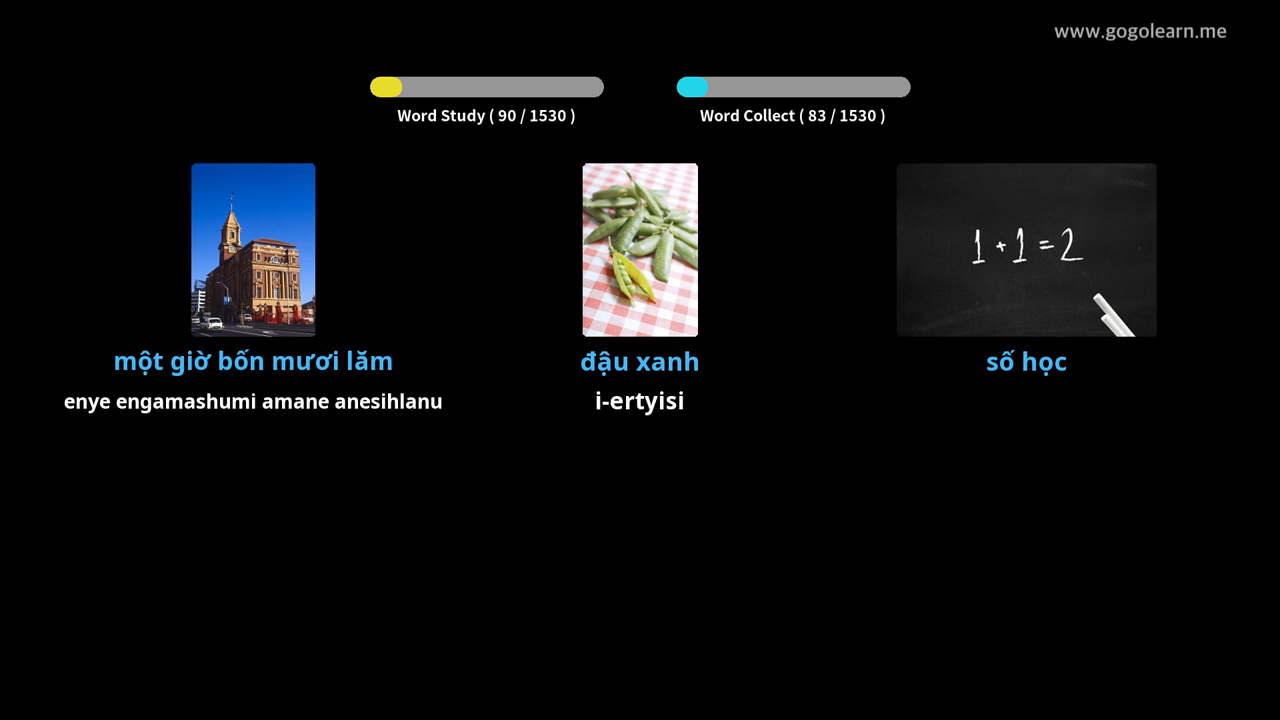 www.gogolearn.me
Word Study ( 90 / 1530 )
Word Collect ( 83 / 1530 )
1 + 1 = 2
một giờ bốn mươi lăm
đậu xanh
số học
enye engamashumi amane anesihlanu
i-ertyisi